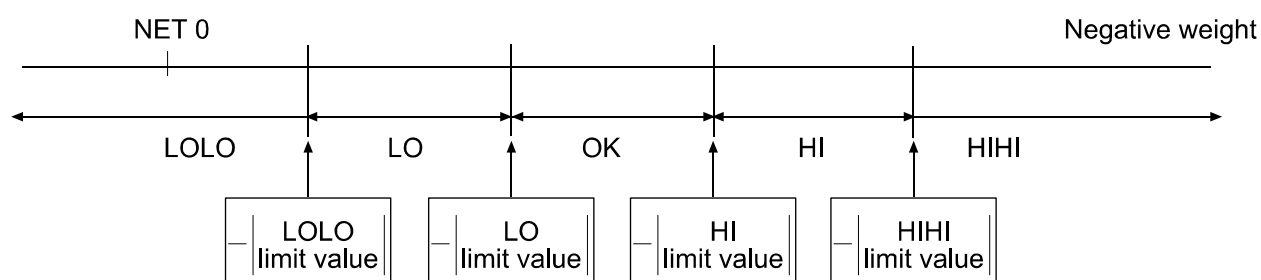 NET 0 Negative weight
LOLO LO OK HI HIHI
LOLO LO HI HIHI
− | limit value | − | limit value | − | limit value | − | limit value |